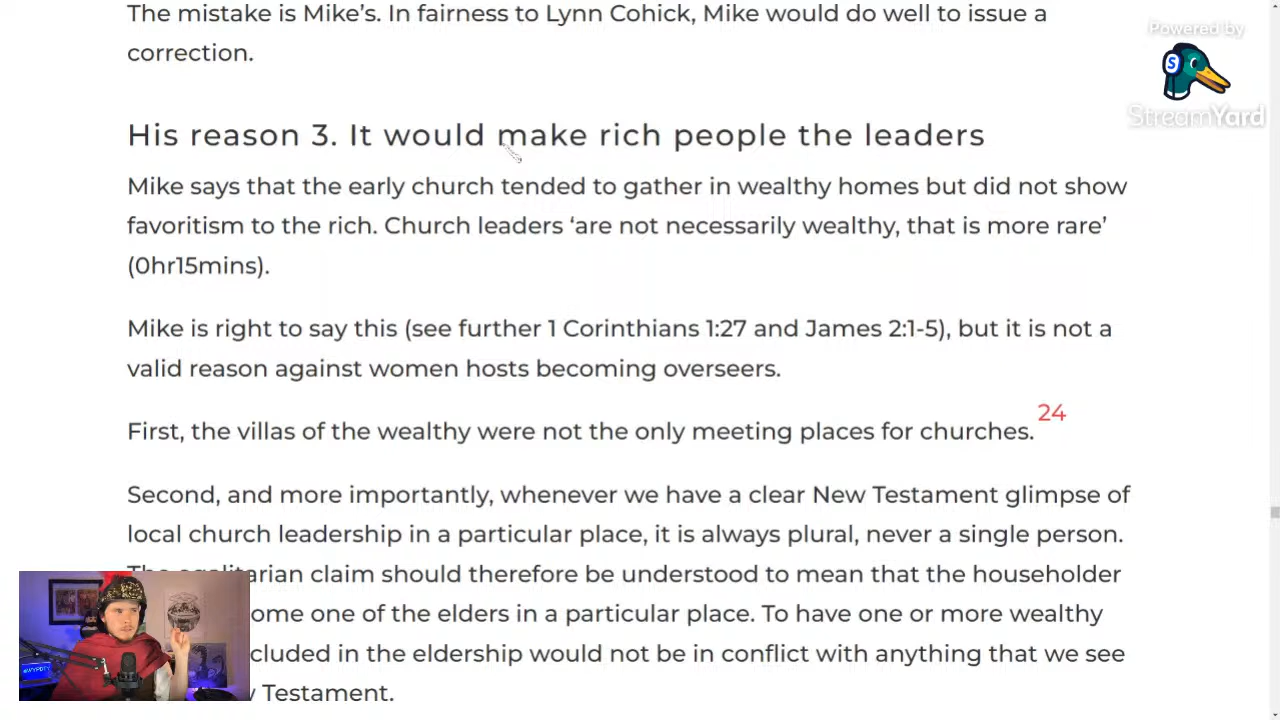 The mistake is Mike’s. In fairness to Lynn Cohick, Mike would do well to issue a
correction.
Powered by
S
StreamYard
His reason 3. It would make rich people the leaders
Mike says that the early church tended to gather in wealthy homes but did not show
favoritism to the rich. Church leaders ‘are not necessarily wealthy, that is more rare’
(0hr15mins).
Mike is right to say this (see further 1 Corinthians 1:27 and James 2:1-5), but it is not a
valid reason against women hosts becoming overseers.
First, the villas of the wealthy were not the only meeting places for churches.24
Second, and more importantly, whenever we have a clear New Testament glimpse of
local church leadership in a particular place, it is always plural, never a single person.
The egalitarian claim should therefore be understood to mean that the householder
ome one of the elders in a particular place. To have one or more wealthy
cluded in the eldership would not be in conflict with anything that we see
Testament.